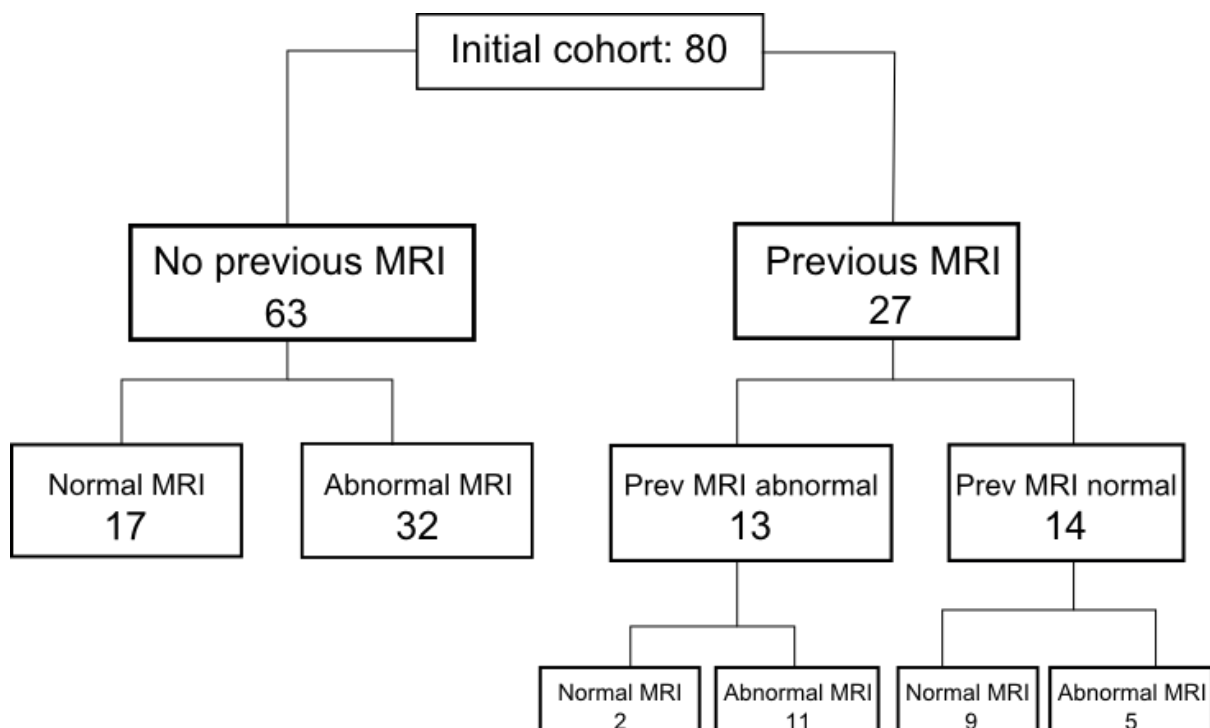 Initial cohort: 80
No previous MRI
63
Previous MRI
27
Normal MRI
17
Abnormal MRI
32
Prev MRI abnormal
13
Prev MRI normal
14
Normal MRI
2
Abnormal MRI
11
Normal MRI
9
Abnormal MRI
5